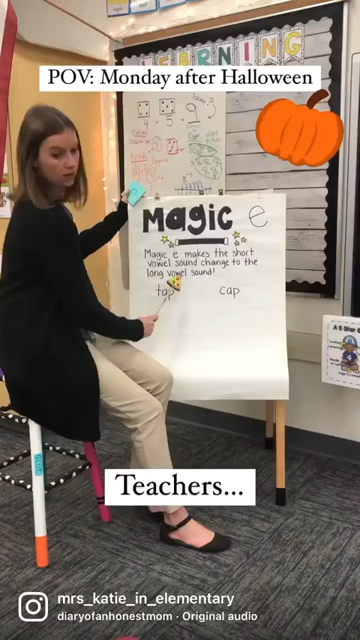 LEARNING
POV: Monday after Halloween
Magic e
Magic e makes the short
vowel sound change to the
long vowel sound!
tap cap
Teachers...
mrs_katie_in_elementary
diaryofanhonestmom • Original audio